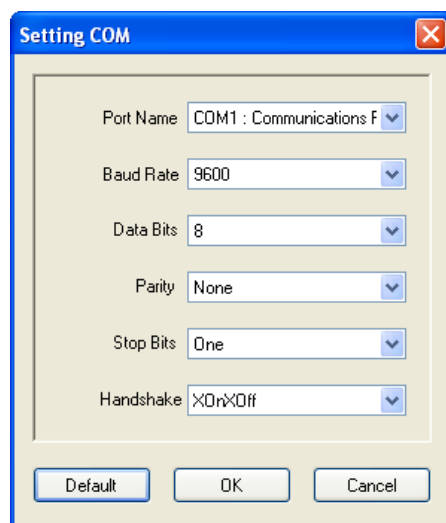 Setting COM
Port Name COM1 : Communications F
Baud Rate 9600
Data Bits 8
Parity None
Stop Bits One
Handshake XOnXOff
Default OK Cancel